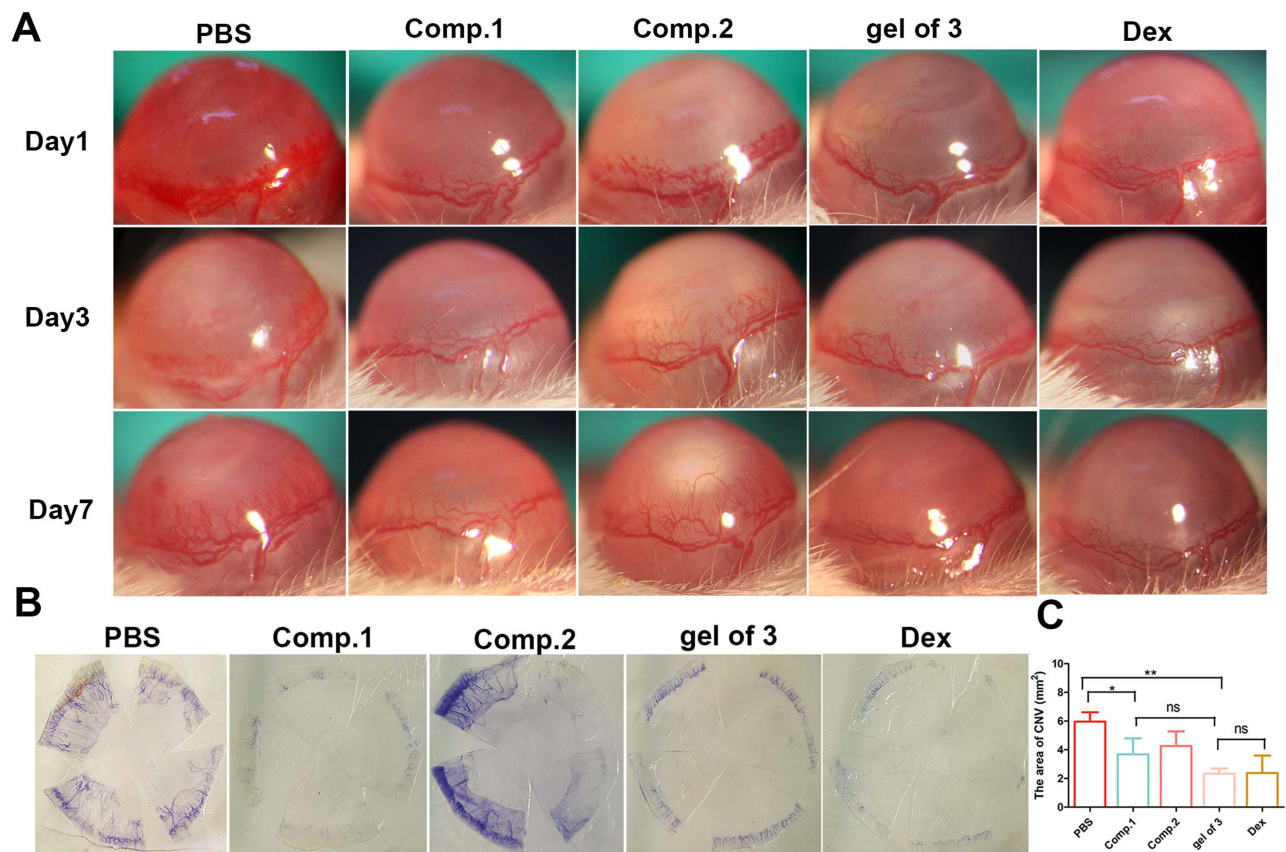 A
PBS Comp.1 Comp.2 gel of 3 Dex
Day1
Day3
Day7
B
PBS Comp.1 Comp.2 gel of 3 Dex
C
The area of CNV (mm²)
10
8
6
4
2
0
**
*
ns
ns
PBS Comp.1 Comp.2 gel of 3 Dex